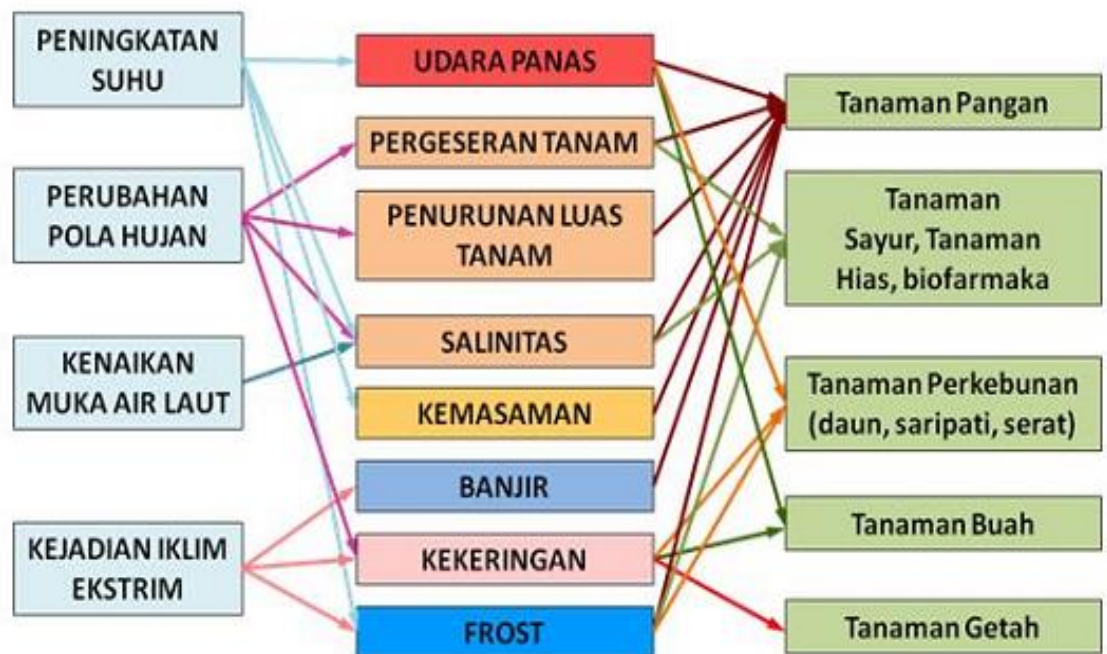 PENINGKATAN
SUHU
PERUBAHAN
POLA HUJAN
KENAIKAN
MUKA AIR LAUT
KEJADIAN IKLIM
EKSTRIM
UDARA PANAS
PERGESERAN TANAM
PENURUNAN LUAS
TANAM
SALINITAS
KEMASAMAN
BANJIR
KEKERINGAN
FROST
Tanaman Pangan
Tanaman
Sayur, Tanaman
Hias, biofarmaka
Tanaman Perkebunan
(daun, saripati, serat)
Tanaman Buah
Tanaman Getah